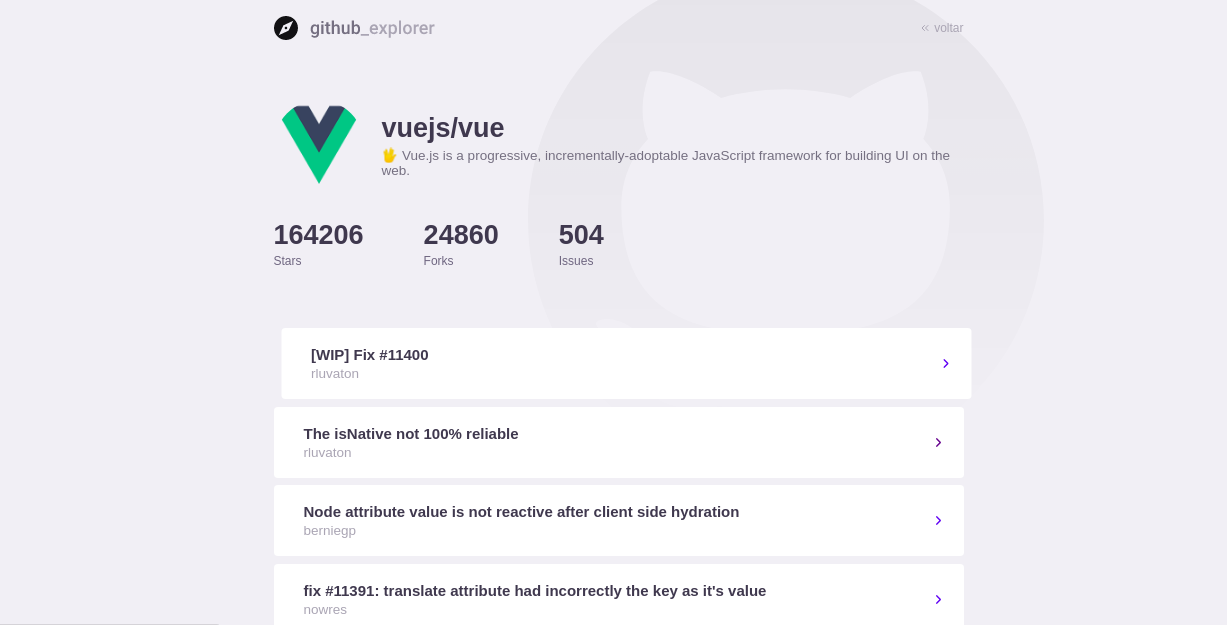 github_explorer
« voltar
vuejs/vue
🖖 Vue.js is a progressive, incrementally-adoptable JavaScript framework for building UI on the
web.
164206 24860 504
Stars Forks Issues
[WIP] Fix #11400
rluvaton
The isNative not 100% reliable
rluvaton
Node attribute value is not reactive after client side hydration
berniegp
fix #11391: translate attribute had incorrectly the key as it's value
nowres